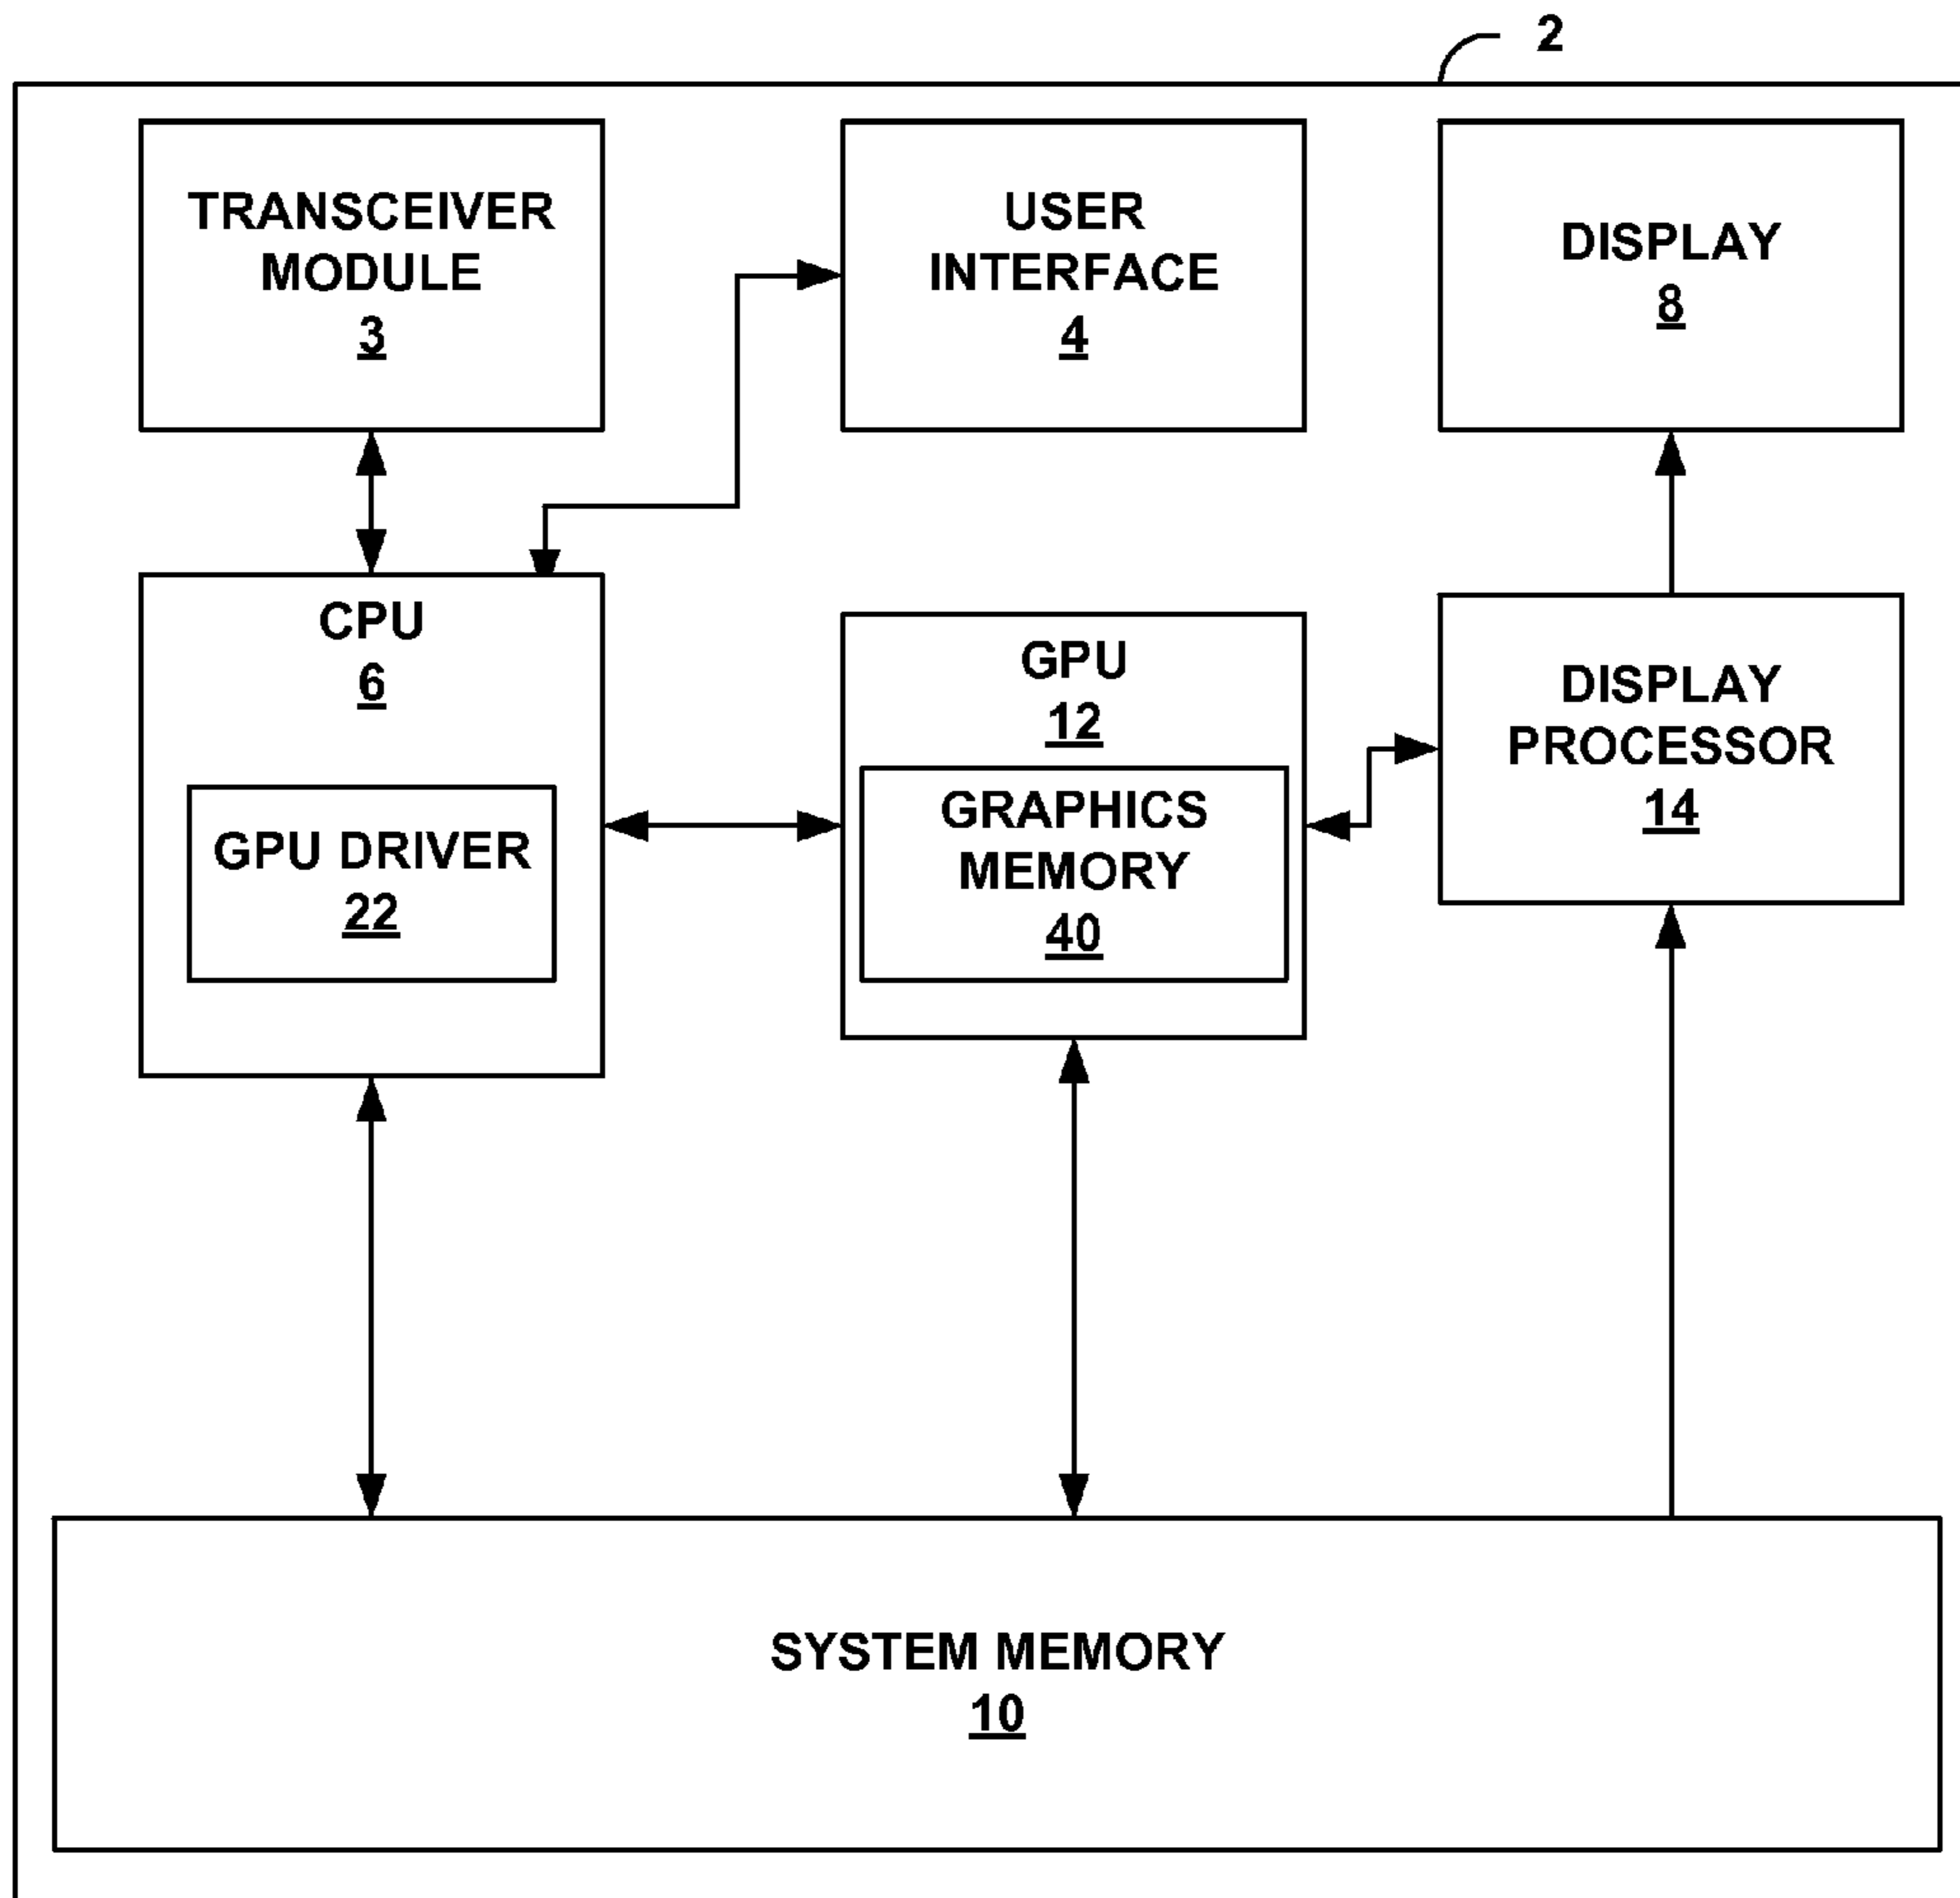 2
TRANSCEIVER
MODULE
3
USER
INTERFACE
4
DISPLAY
8
CPU
6
GPU DRIVER
22
GPU
12
GRAPHICS
MEMORY
40
DISPLAY
PROCESSOR
14
SYSTEM MEMORY
10